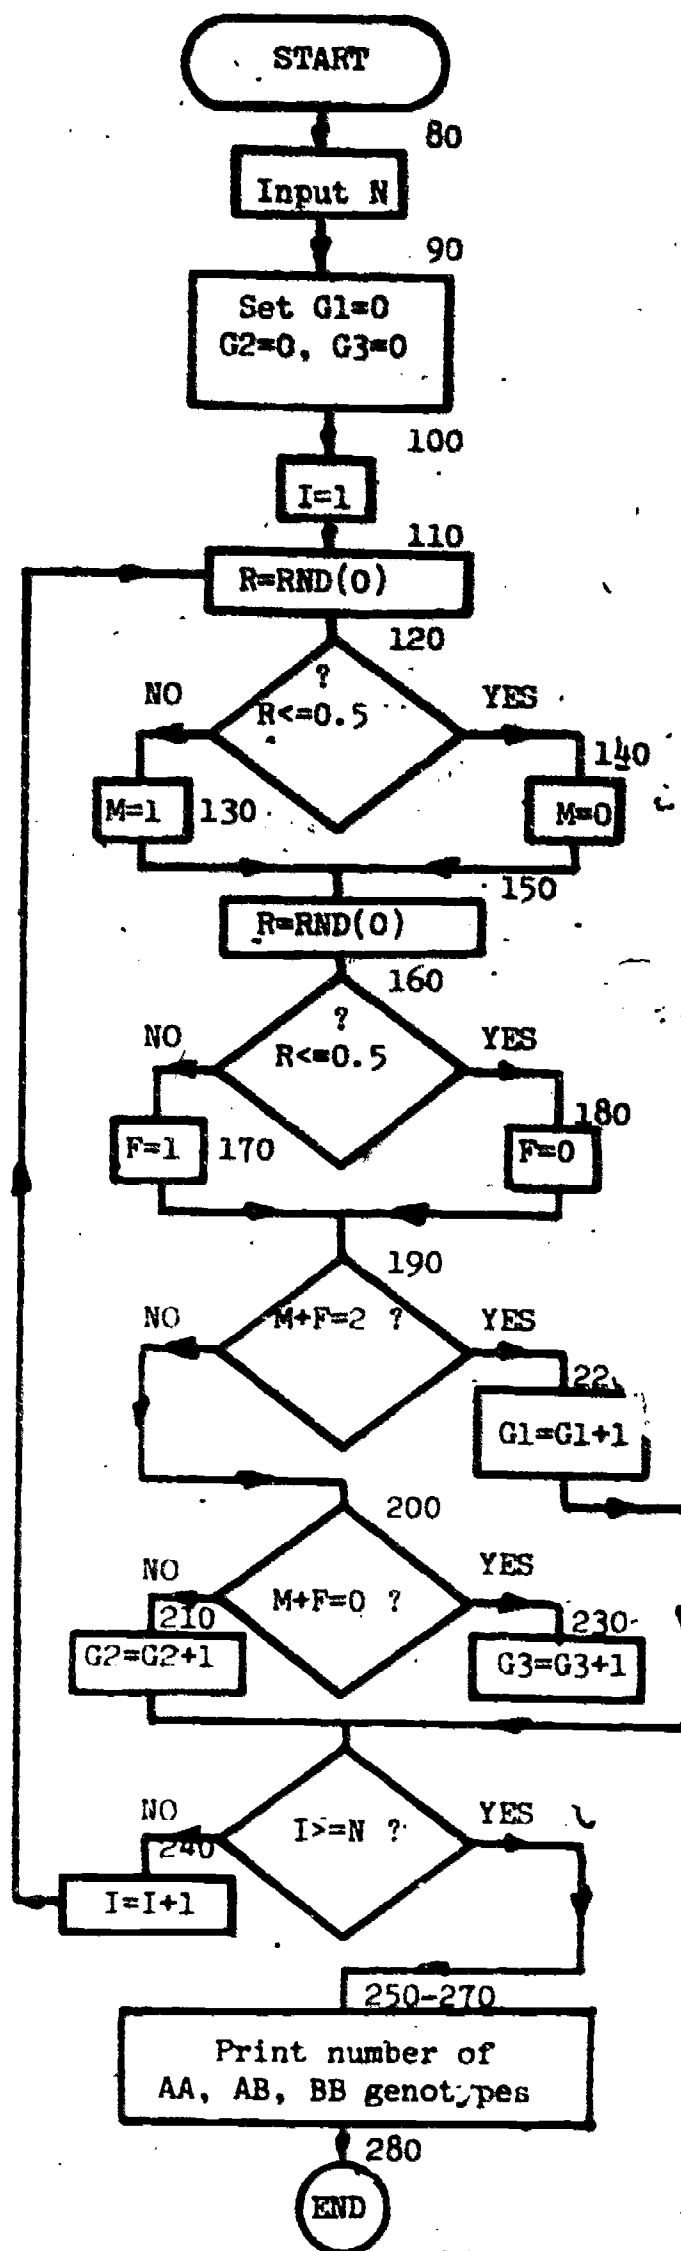 START
80
Input N
90
Set G1=0
G2=0, G3=0
100
I=1
110
R=RND(0)
120
?
R<=0.5
NO
YES
M=1
130
140
M=0
150
R=RND(0)
160
?
R<=0.5
NO
YES
F=1
170
180
F=0
190
M+F=2 ?
NO
YES
22
G1=G1+1
200
M+F=0 ?
NO
YES
210
G2=G2+1
230
G3=G3+1
I>=N ?
NO
YES
240
I=I+1
250-270
Print number of
AA, AB, BB genotypes
280
END